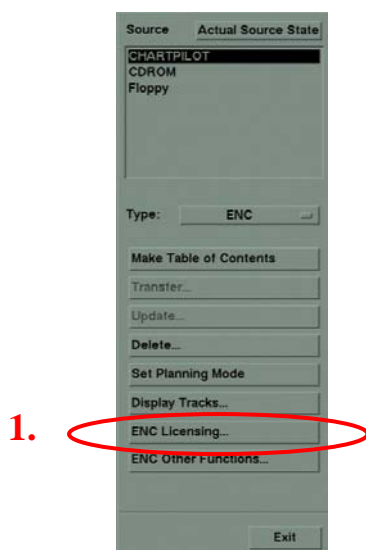 Source Actual Source State
CHARTPILOT
CDROM
Floppy
Type: ENC
Make Table of Contents
Transfer...
Update...
Delete...
Set Planning Mode
Display Tracks...
1. ENC Licensing...
ENC Other Functions...
Exit